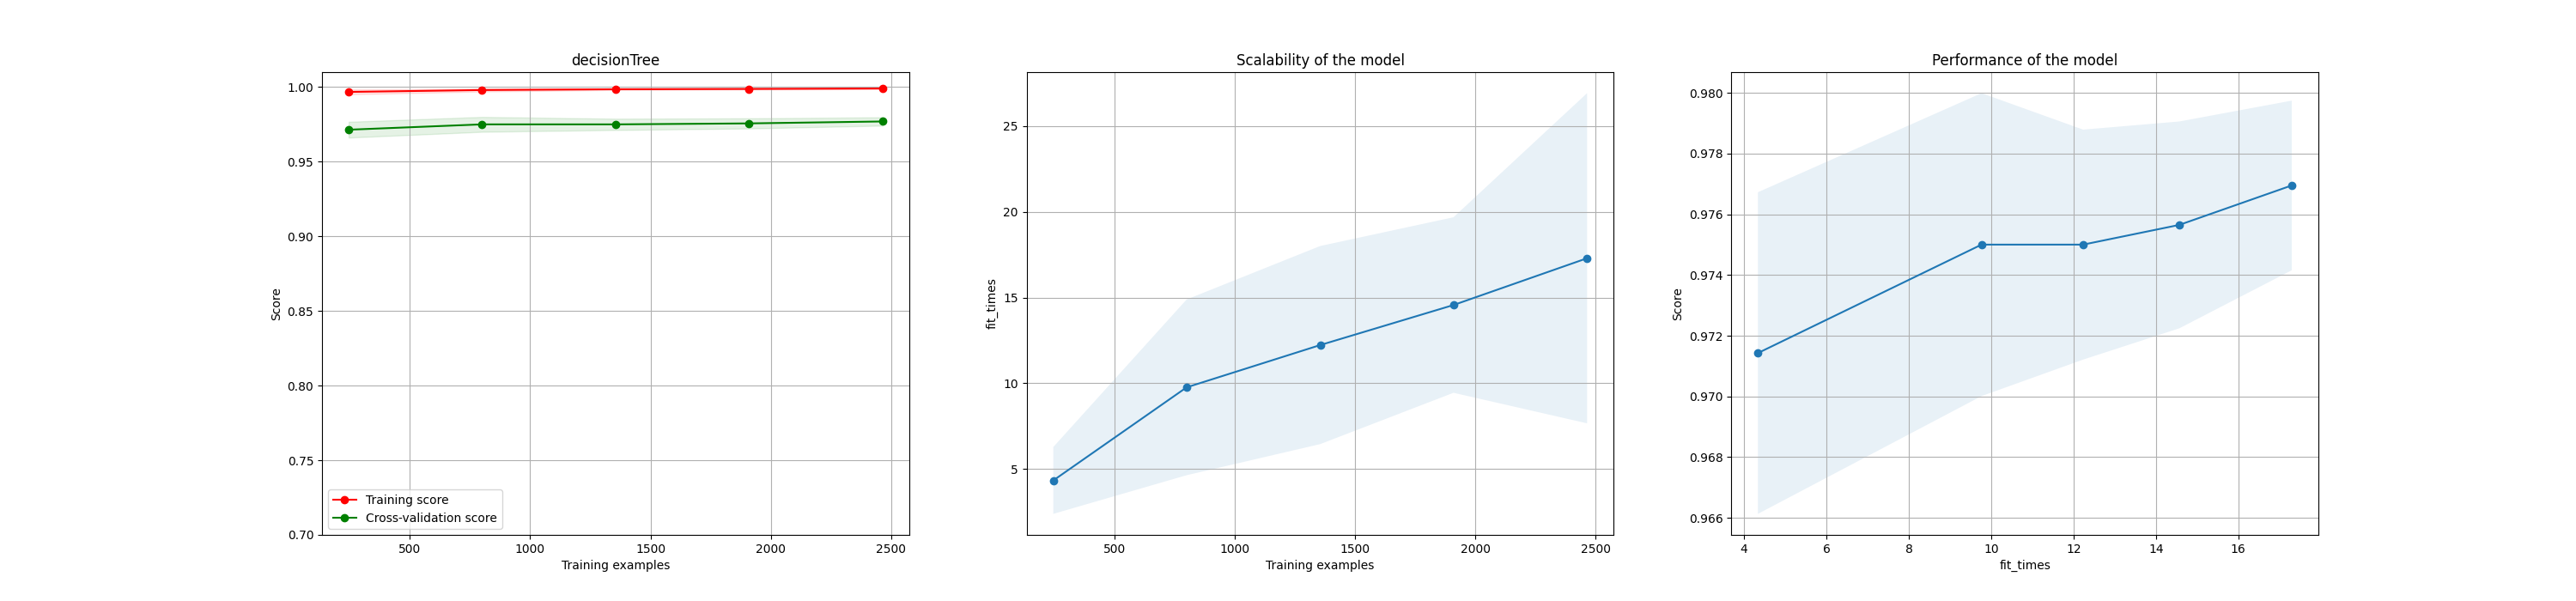 decisionTree
1.00
0.95
0.90
0.85
0.80
0.75
0.70
Score
Training score
Cross-validation score
500 1000 1500 2000 2500
Training examples
Scalability of the model
25
20
15
10
5
fit_times
500 1000 1500 2000 2500
Training examples
Performance of the model
0.980
0.978
0.976
0.974
0.972
0.970
0.968
0.966
Score
4 6 8 10 12 14 16
fit_times